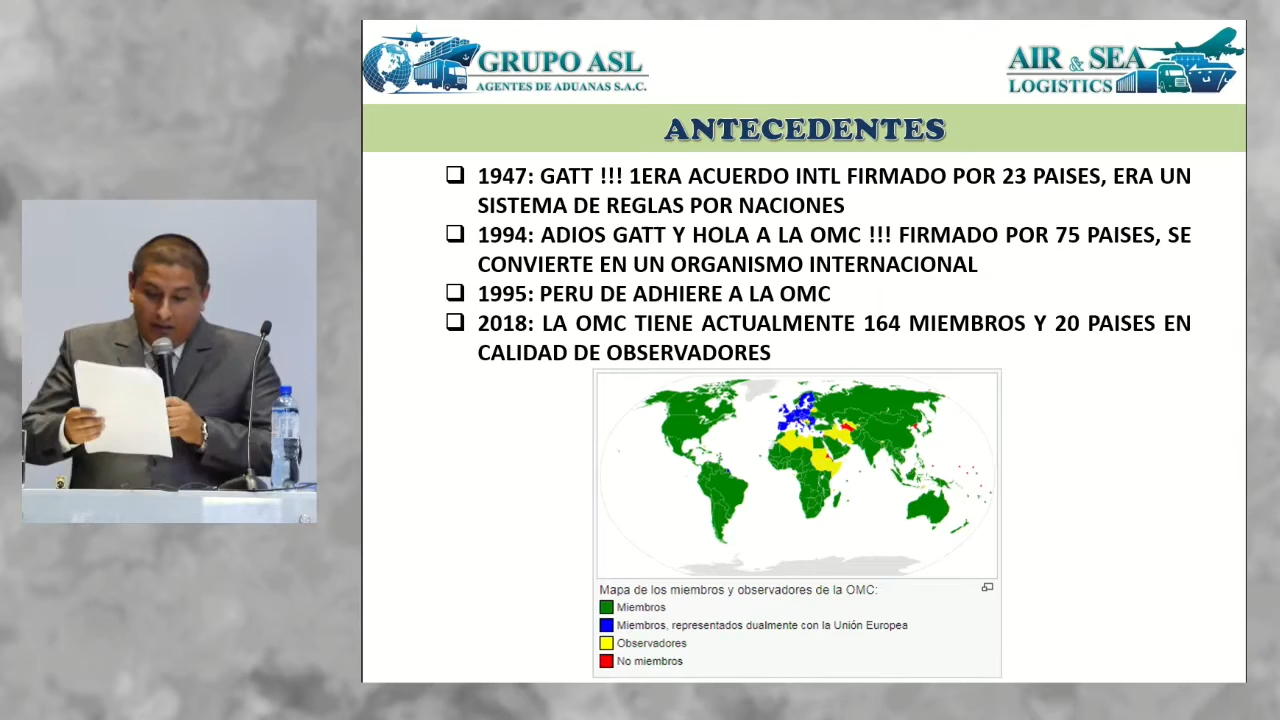 GRUPO ASL
AGENTES DE ADUANAS S.A.C.
AIR & SEA
LOGISTICS
ANTECEDENTES
1947: GATT !!! 1ERA ACUERDO INTL FIRMADO POR 23 PAISES, ERA UN
SISTEMA DE REGLAS POR NACIONES
1994: ADIOS GATT Y HOLA A LA OMC !!! FIRMADO POR 75 PAISES, SE
CONVIERTE EN UN ORGANISMO INTERNACIONAL
1995: PERU DE ADHIERE A LA OMC
2018: LA OMC TIENE ACTUALMENTE 164 MIEMBROS Y 20 PAISES EN
CALIDAD DE OBSERVADORES
Mapa de los miembros y observadores de la OMC:
Miembros
Miembros, representados dualmente con la Unión Europea
Observadores
No miembros